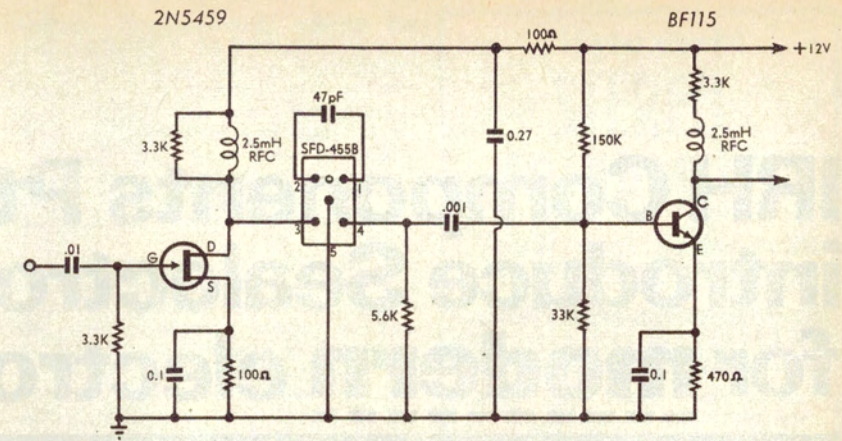 2N5459
BF115
100Ω
+12V
47pF
3.3K
3.3K
2.5mH
RFC
SFD-455B
0.27
150K
2.5mH
RFC
2
1
.01
.001
C
B
G
D
3
4
E
S
5
3.3K
5.6K
33K
0.1
100Ω
0.1
470Ω